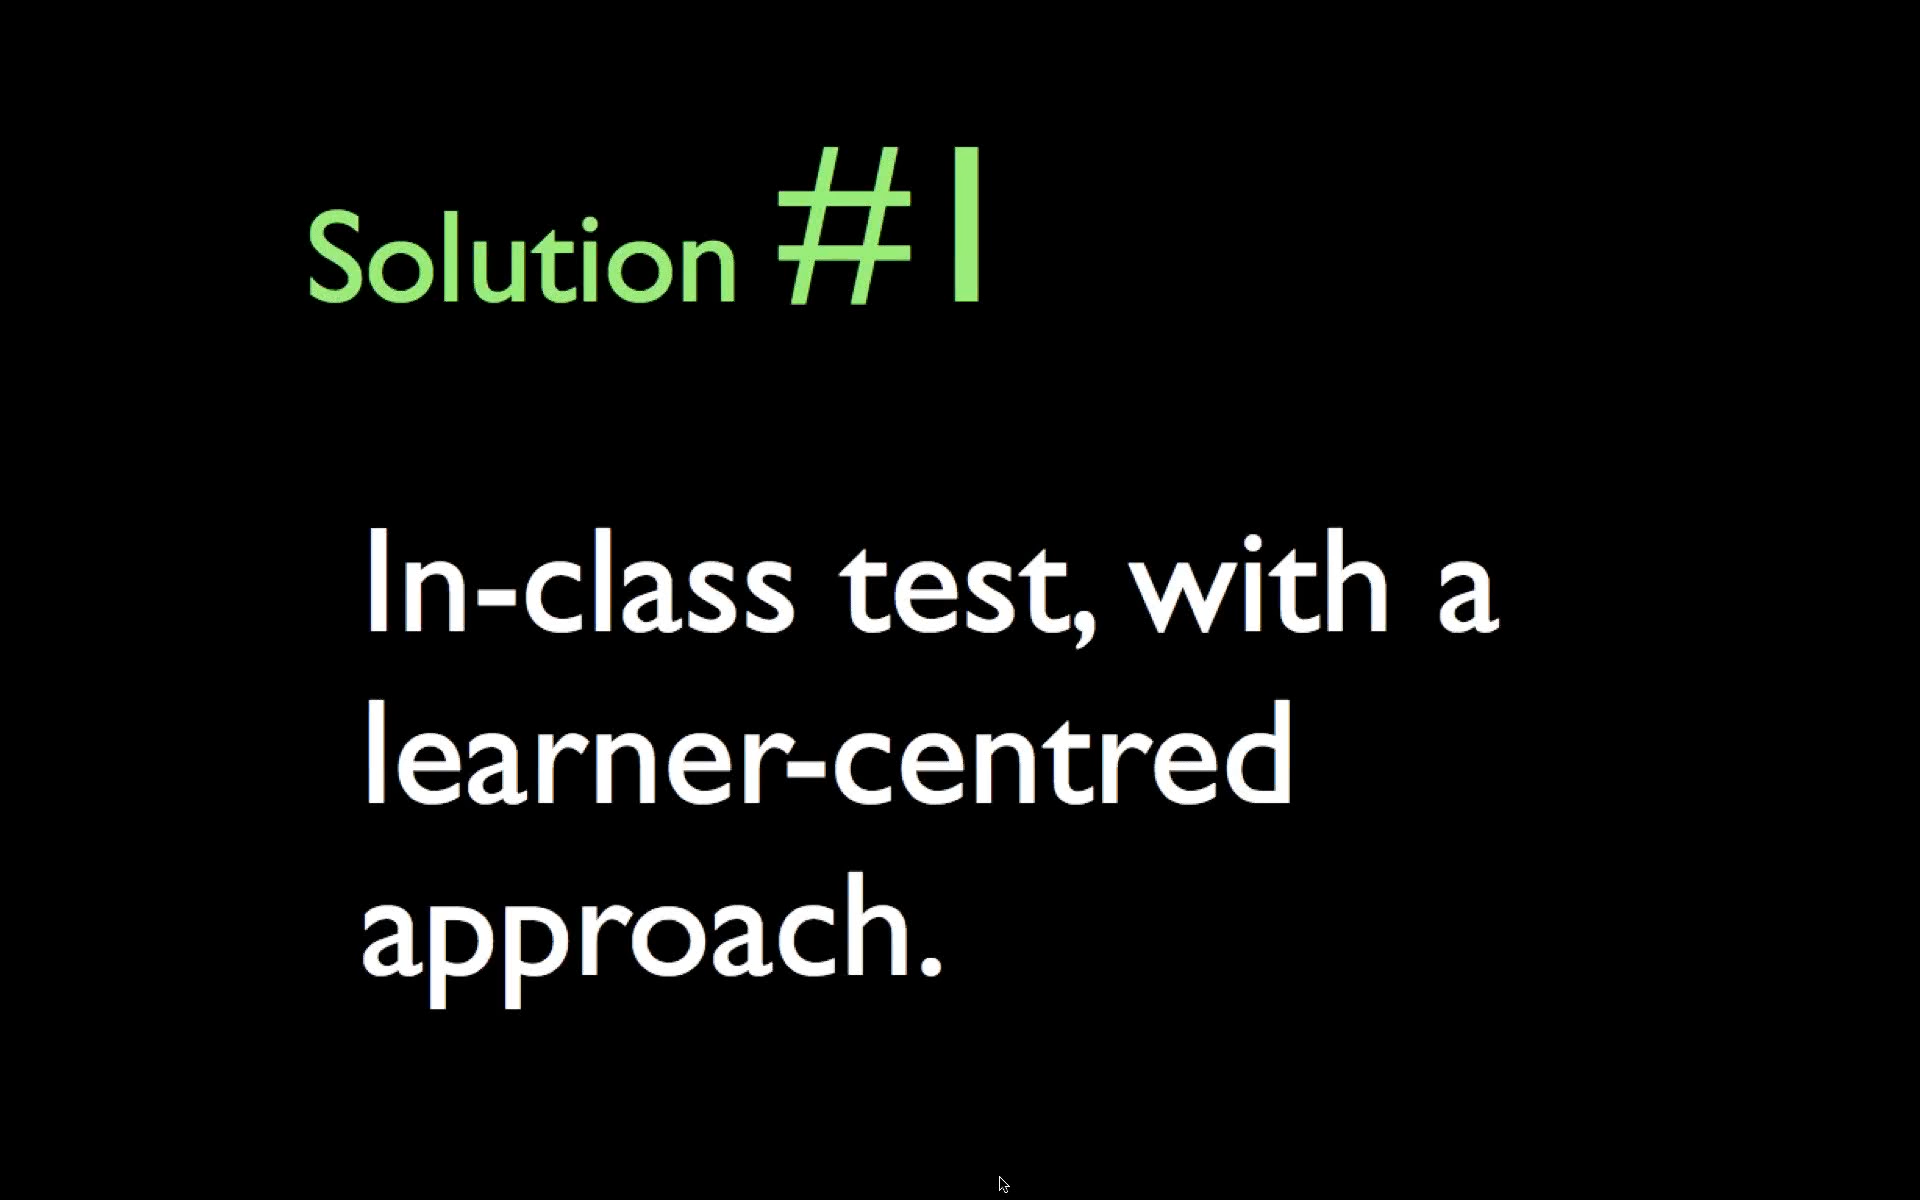 Solution #1
In-class test, with a
learner-centred
approach.